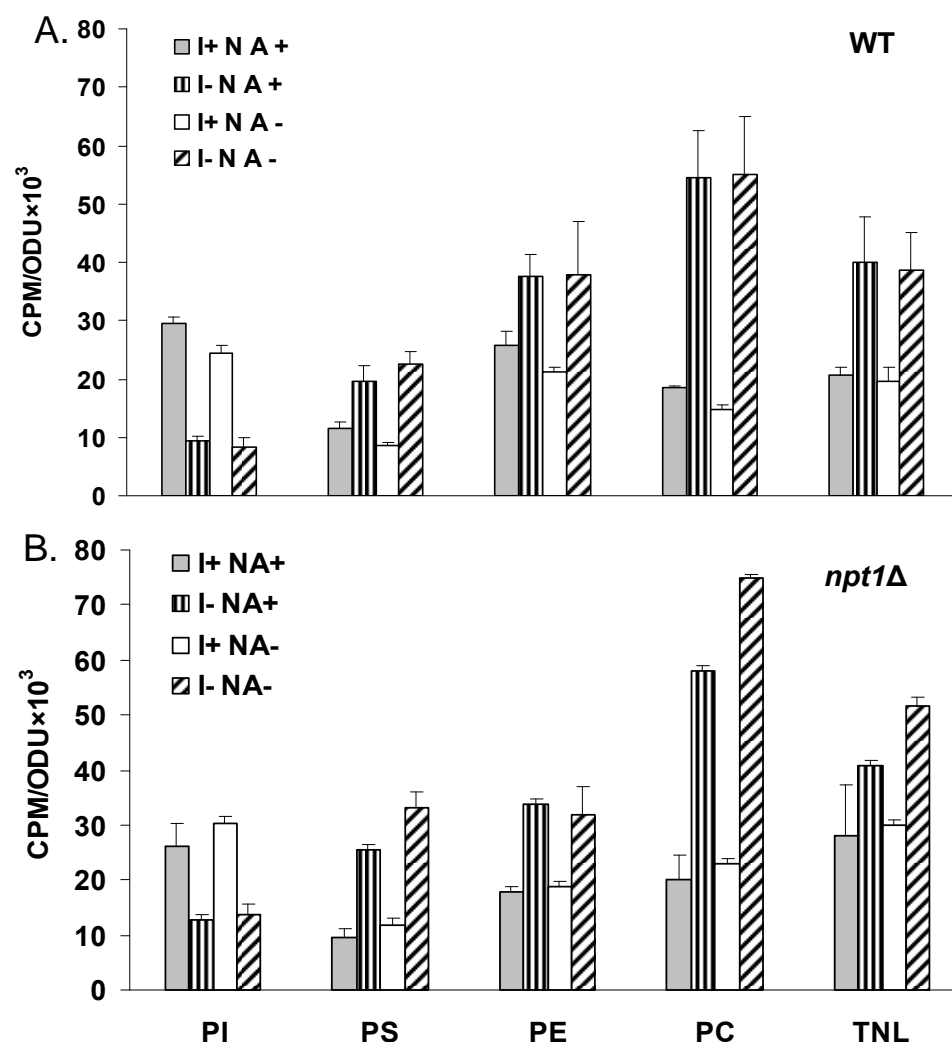 A.
WT
I+ N A +
I- N A +
I+ N A -
I- N A -
CPM/ODU×10³
80
70
60
50
40
30
20
10
0
B.
npt1Δ
I+ NA+
I- NA+
I+ NA-
I- NA-
CPM/ODU×10³
80
70
60
50
40
30
20
10
0
PI PS PE PC TNL